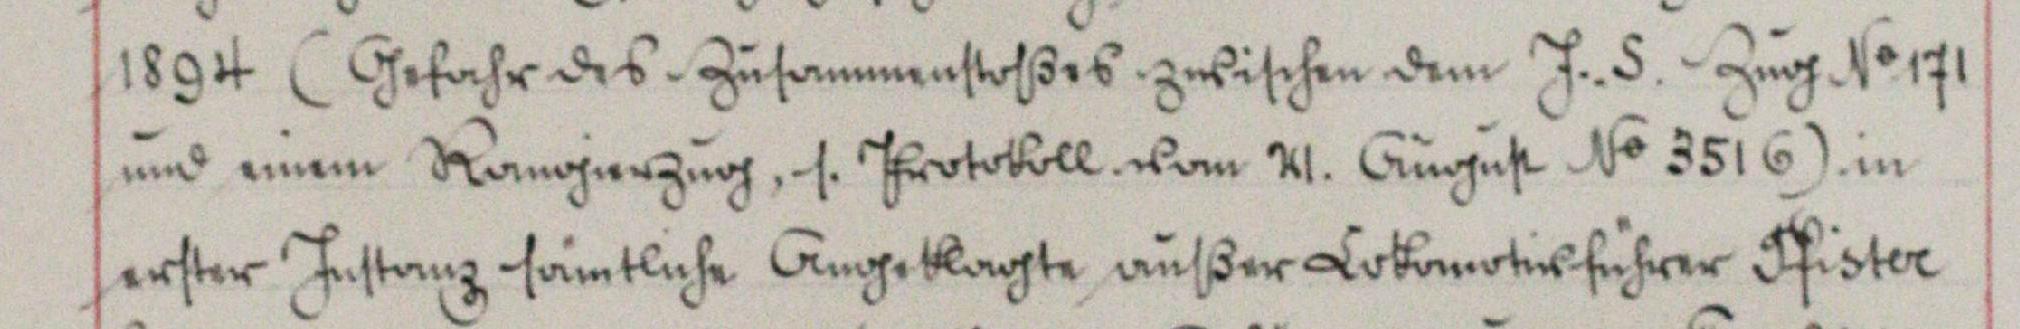 1894 (Gefahr des Zusammenstoßes zwischen dem J. S. Zug No 171
und einem Rangierzug, s. Protokoll vom 21. August No 3516) in
erster Instanz sämtliche Angeklagte außer Lokomotivführer Pfister